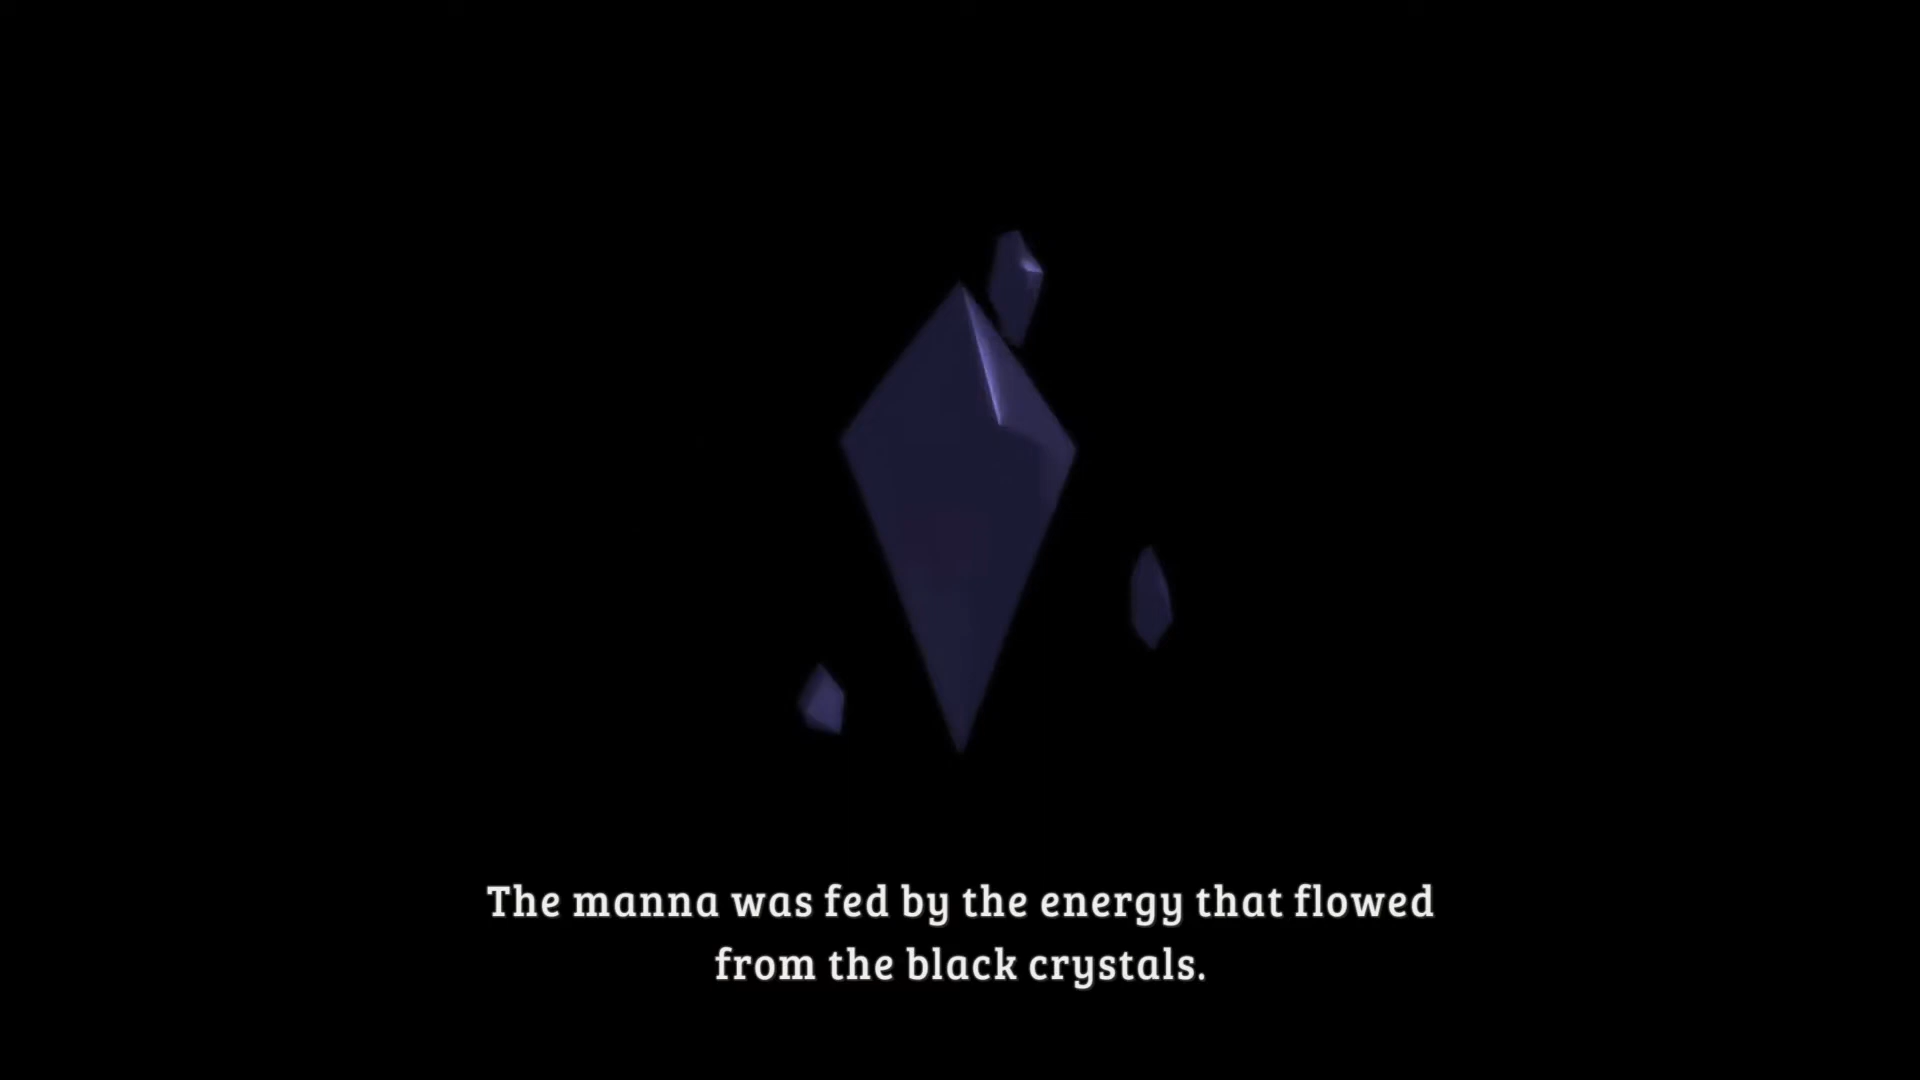 The manna was fed by the energy that flowed
from the black crystals.